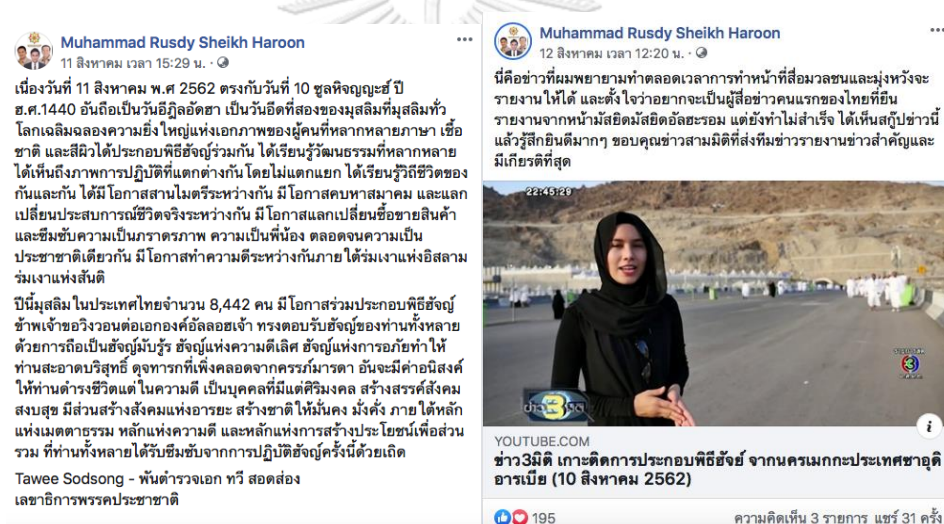 Muhammad Rusdy Sheikh Haroon
11 สิงหาคม เวลา 15:29 น. ·
เนื่องวันที่ 11 สิงหาคม พ.ศ 2562 ตรงกับวันที่ 10 ซูลหิจญญะฮ์ ปี
ฮ.ศ.1440 อันถือเป็นวันอีฎิลอัดฮา เป็นวันอีดที่สองของมุสลิมที่มุสลิมทั่ว
โลกเฉลิมฉลองความยิ่งใหญ่แห่งเอกภาพของผู้คนที่หลากหลายภาษา เชื้อ
ชาติ และสีผิวได้ประกอบพิธีฮัจญ์ร่วมกัน ได้เรียนรู้วัฒนธรรมที่หลากหลาย
ได้เห็นถึงภาพการปฏิบัติที่แตกต่างกันโดยไม่แตกแยก ได้เรียนรู้วิถีชีวิตของ
กันและกัน ได้มีโอกาสสานไมตรีระหว่างกัน มีโอกาสคบหาสมาคม และแลก
เปลี่ยนประสบการณ์ชีวิตจริงระหว่างกัน มีโอกาสแลกเปลี่ยนซื้อขายสินค้า
และซึมซับความเป็นภราดรภาพ ความเป็นพี่น้อง ตลอดจนความเป็น
ประชาชาติเดียวกัน มีโอกาสทำความดีระหว่างกันภายใต้ร่มเงาแห่งอิสลาม
ร่มเงาแห่งสันติ
ปีนี้มุสลิมในประเทศไทยจำนวน 8,442 คน มีโอกาสร่วมประกอบพิธีฮัจญ์
ข้าพเจ้าขอวิงวอนต่อเอกองค์อัลลอฮเจ้า ทรงตอบรับฮัจญ์ของท่านทั้งหลาย
ด้วยการถือเป็นฮัจญ์มับรู้ร ฮัจญ์แห่งความดีเลิศ ฮัจญ์แห่งการอภัยทำให้
ท่านสะอาดบริสุทธิ์ ดุจทารกที่เพิ่งคลอดจากครรภ์มารดา อันจะมีค่าอนิสงค์
ให้ท่านดำรงชีวิตแต่ในความดี เป็นบุคคลที่มีแต่ศิริมงคล สร้างสรรค์สังคม
สงบสุข มีส่วนสร้างสังคมแห่งอารยะ สร้างชาติให้มั่นคง มั่งคั่ง ภายใต้หลัก
แห่งเมตตาธรรม หลักแห่งความดี และหลักแห่งการสร้างประโยชน์เพื่อส่วน
รวม ที่ท่านทั้งหลายได้รับซึมซับจากการปฏิบัติฮัจญ์ครั้งนี้ด้วยเถิด
Tawee Sodsong - พันตำรวจเอก ทวี สอดส่อง
เลขาธิการพรรคประชาชาติ
Muhammad Rusdy Sheikh Haroon
12 สิงหาคม เวลา 12:20 น. ·
นี่คือข่าวที่ผมพยายามทำตลอดเวลาการทำหน้าที่สื่อมวลชนและมุ่งหวังจะ
รายงานให้ได้ และตั้งใจว่าอยากจะเป็นผู้สื่อข่าวคนแรกของไทยที่ยืน
รายงานจากหน้ามัสยิดมัสยิดอัลฮะรอม แต่ยังทำไม่สำเร็จ ได้เห็นสกู๊ปข่าวนี้
แล้วรู้สึกยินดีมากๆ ขอบคุณข่าวสามมิติที่ส่งทีมข่าวรายงานข่าวสำคัญและ
มีเกียรติที่สุด
22:45:29
ข่าว3มิติ
3
YOUTUBE.COM
ข่าว3มิติ เกาะติดการประกอบพิธีฮัจย์ จากนครเมกกะประเทศซาอุดิ
อารเบีย (10 สิงหาคม 2562)
195
ความคิดเห็น 3 รายการ แชร์ 31 ครั้ง